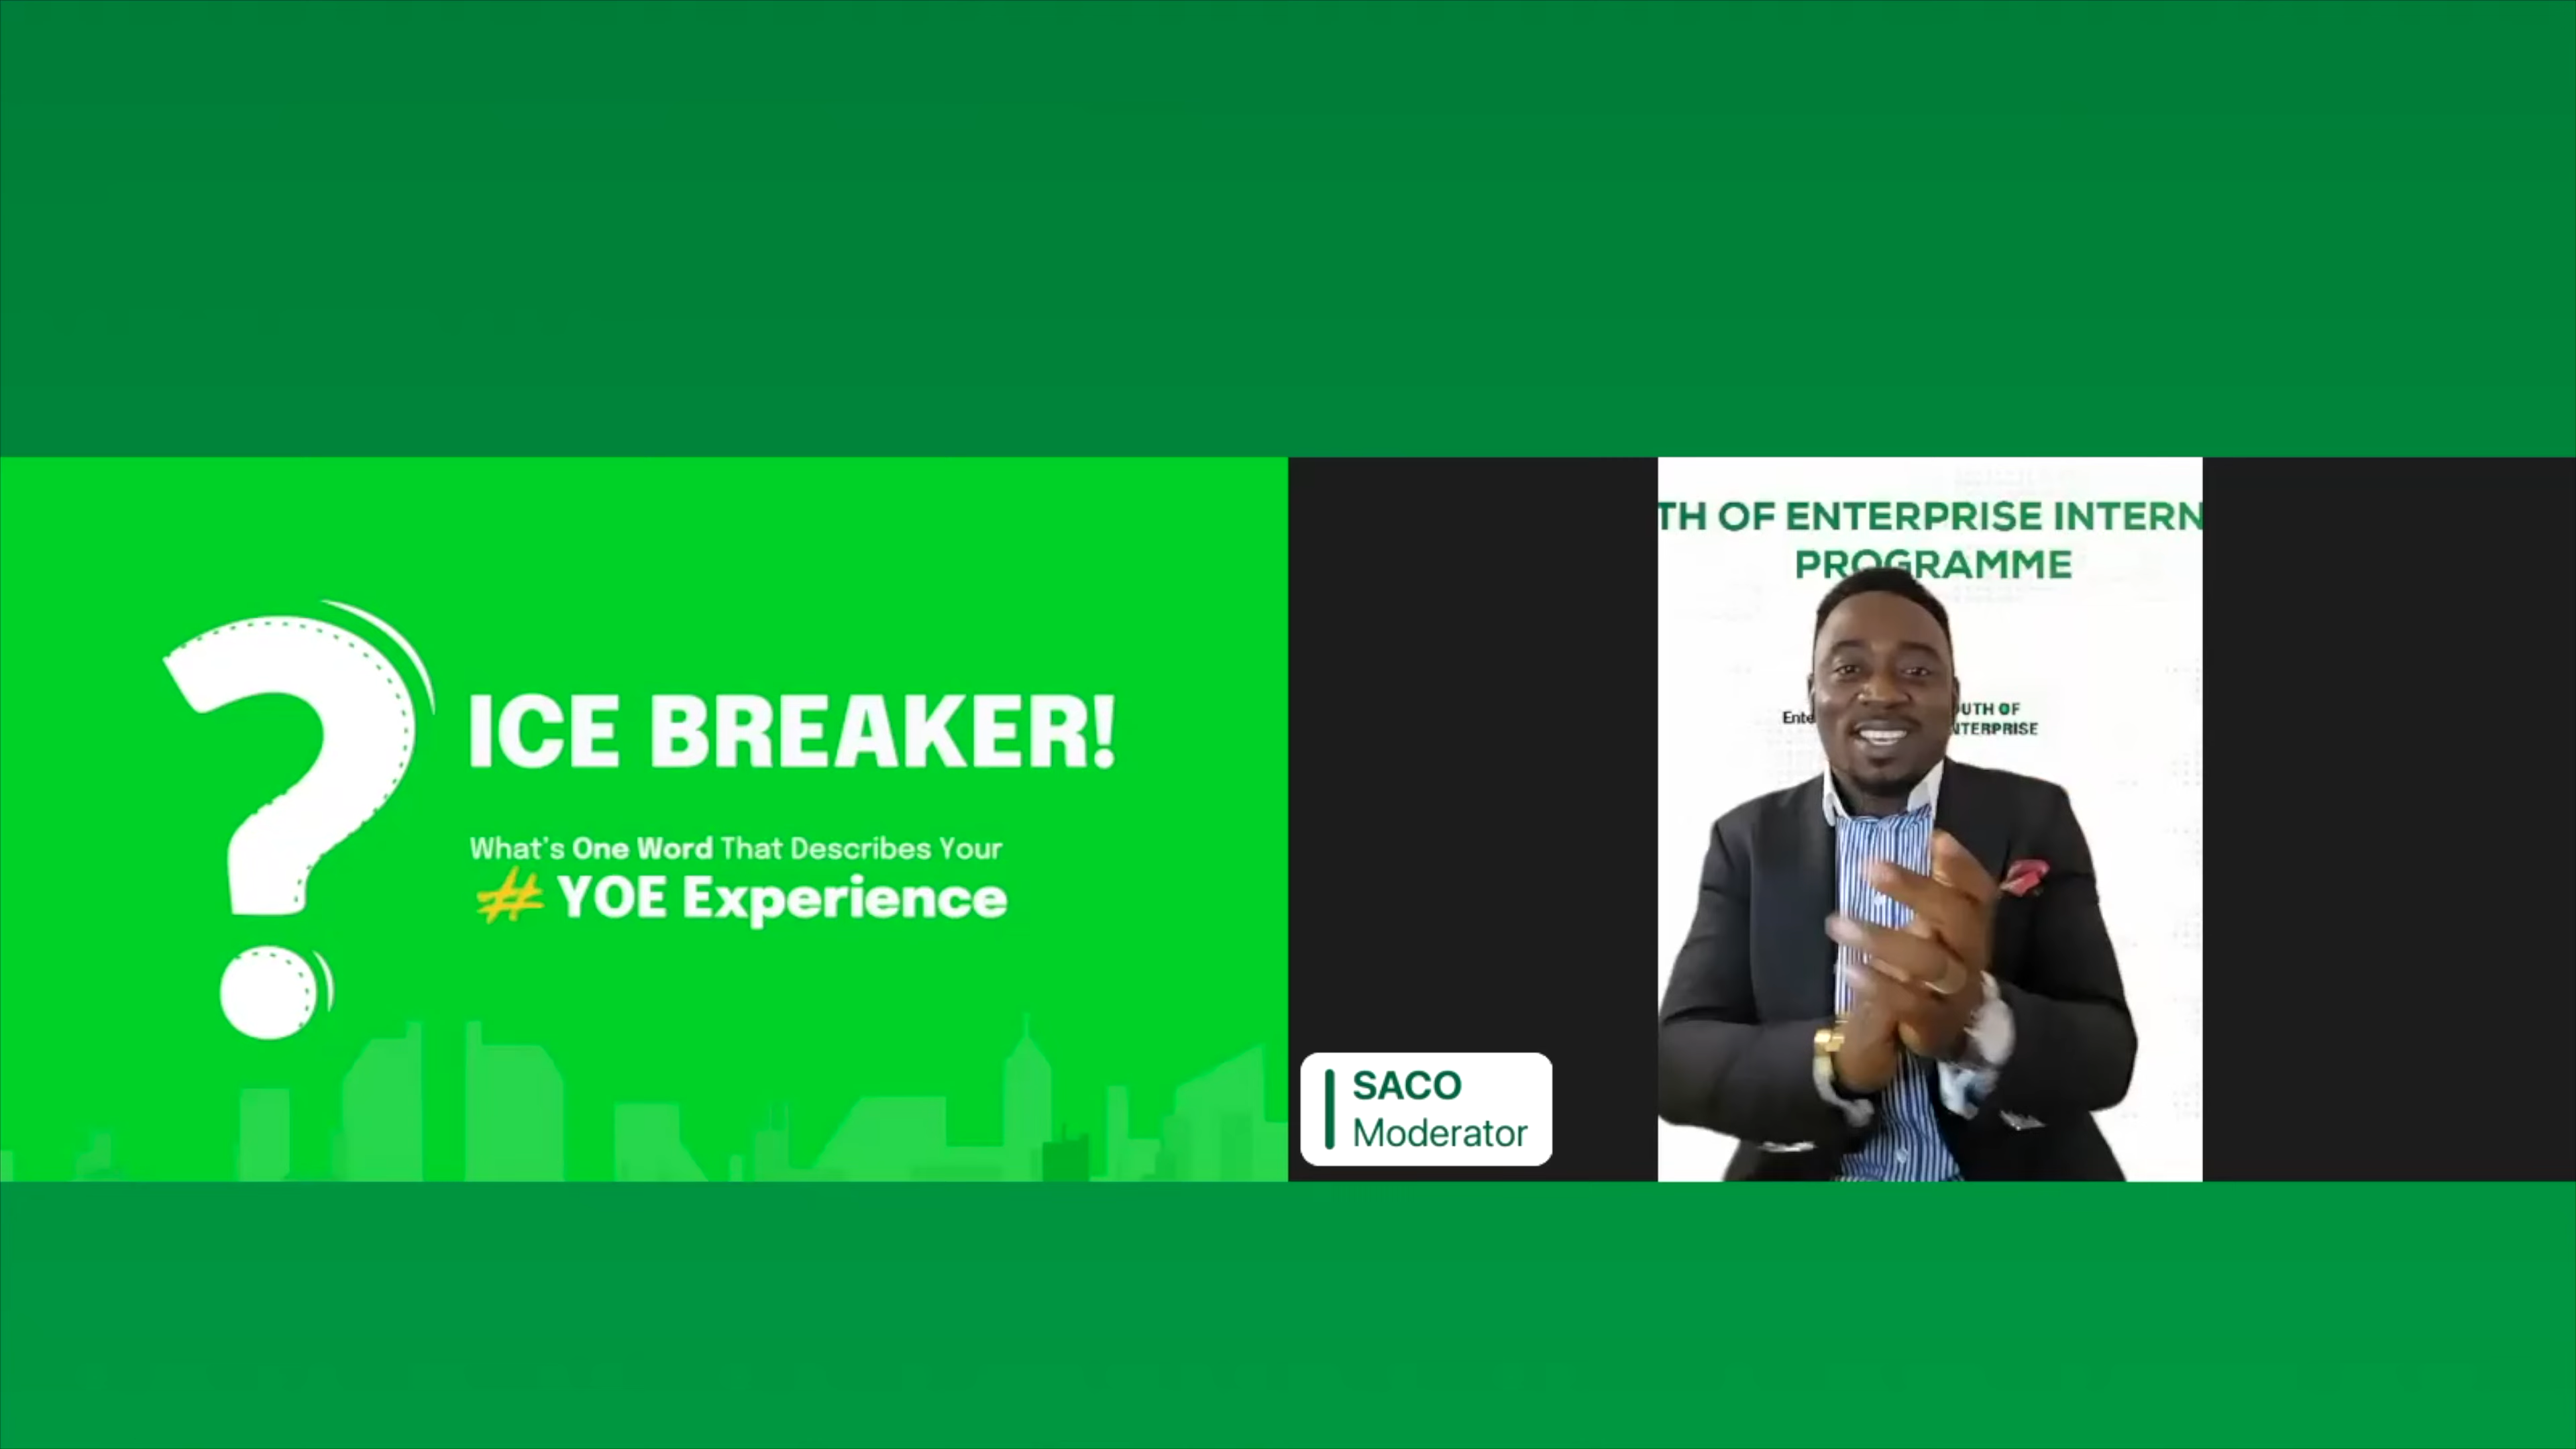 ICE BREAKER!
What's One Word That Describes Your
# YOE Experience
TH OF ENTERPRISE INTERN
PROGRAMME
Ente
OUTH OF
NTERPRISE
SACO
Moderator